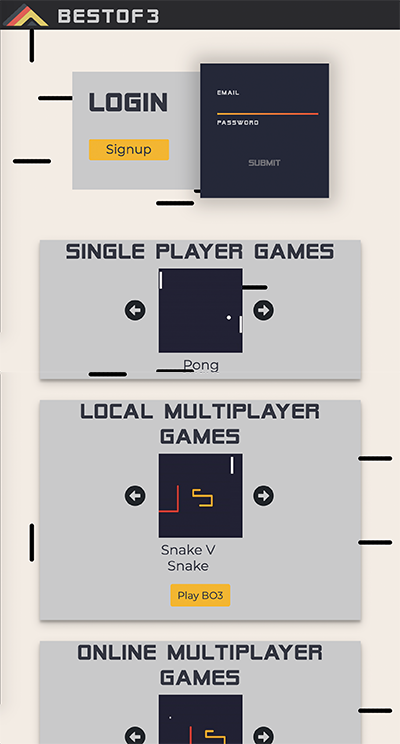 BESTOF3
LOGIN
Signup
EMAIL
PASSWORD
SUBMIT
SINGLE PLAYER GAMES
Pong
LOCAL MULTIPLAYER
GAMES
Snake V
Snake
Play BO3
ONLINE MULTIPLAYER
GAMES